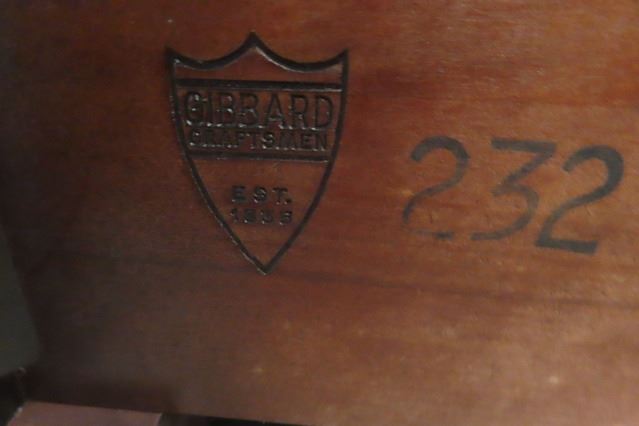 GIBBARD
CRAFTSMEN
EST.
1835
232